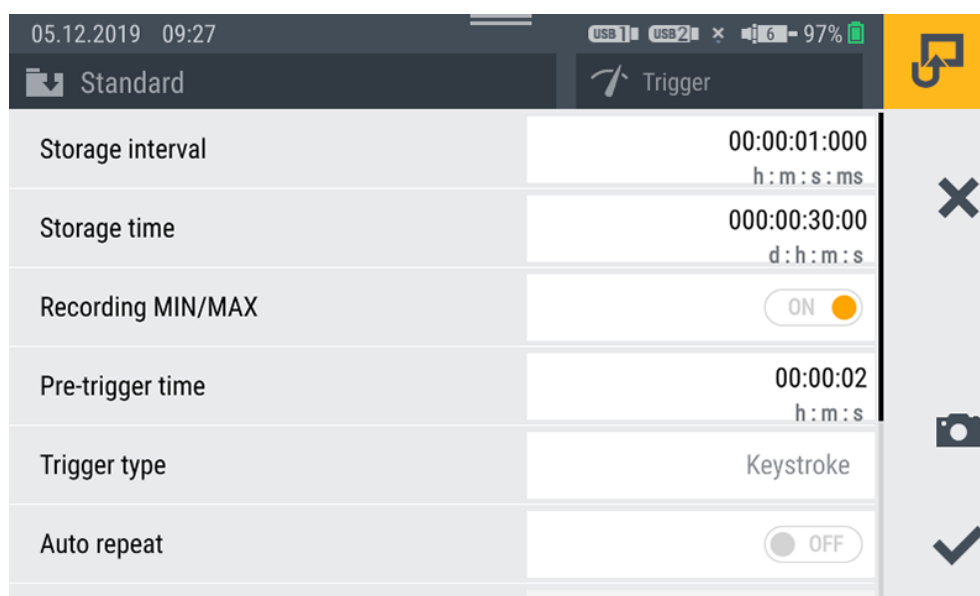 05.12.2019 09:27 USB 1 USB 2 6 97%
Standard Trigger
Storage interval 00:00:01:000
h:m:s:ms
Storage time 000:00:30:00
d:h:m:s
Recording MIN/MAX ON
Pre-trigger time 00:00:02
h:m:s
Trigger type Keystroke
Auto repeat OFF